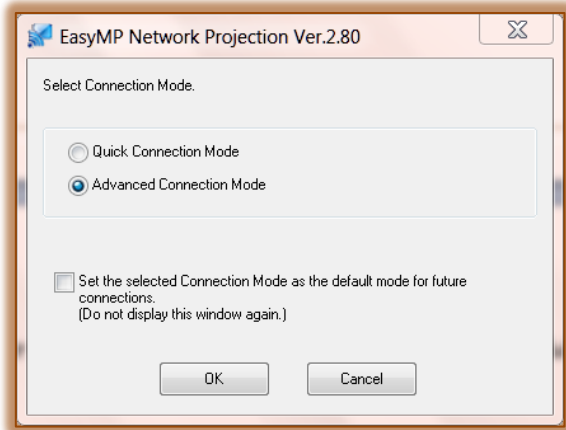 EasyMP Network Projection Ver.2.80
Select Connection Mode.
Quick Connection Mode
Advanced Connection Mode
Set the selected Connection Mode as the default mode for future
connections.
(Do not display this window again.)
OK
Cancel